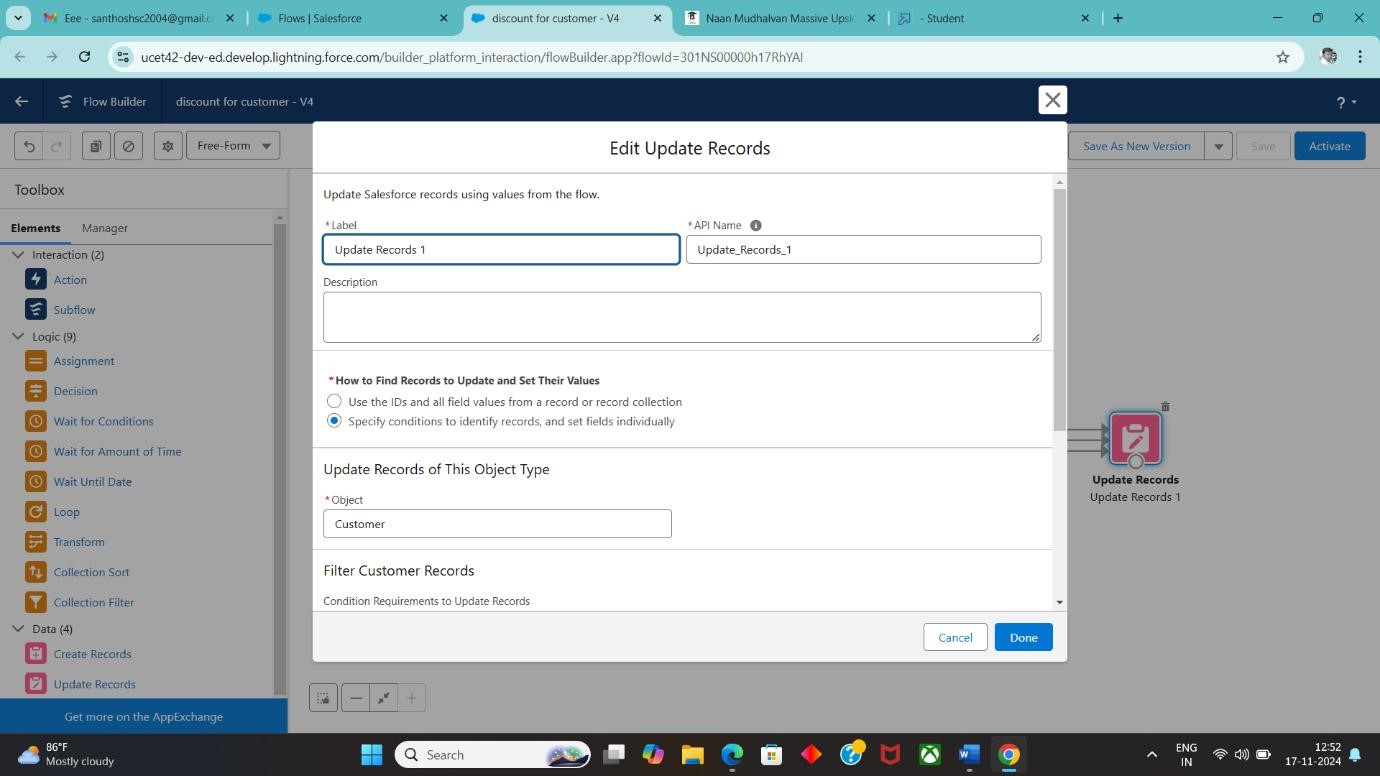 Eee - santhoshsc2004@gmail.c
Flows | Salesforce
discount for customer - V4
Naan Mudhalvan Massive Upsk
- Student
ucet42-dev-ed.develop.lightning.force.com/builder_platform_interaction/flowBuilder.app?flowId=301NS00000h17RhYAI
Flow Builder
discount for customer - V4
?
Free-Form
Save As New Version
Save
Activate
Edit Update Records
Toolbox
Elements
Manager
Interaction (2)
Action
Subflow
Logic (9)
Assignment
Decision
Wait for Conditions
Wait for Amount of Time
Wait Until Date
Loop
Transform
Collection Sort
Collection Filter
Data (4)
Create Records
Update Records
Get more on the AppExchange
Update Salesforce records using values from the flow.
* Label
* API Name
Update Records 1
Update_Records_1
Description
* How to Find Records to Update and Set Their Values
Use the IDs and all field values from a record or record collection
Specify conditions to identify records, and set fields individually
Update Records of This Object Type
* Object
Customer
Filter Customer Records
Condition Requirements to Update Records
Cancel
Done
Update Records
Update Records 1
86°F
Mostly cloudy
Search
ENG
IN
12:52
17-11-2024